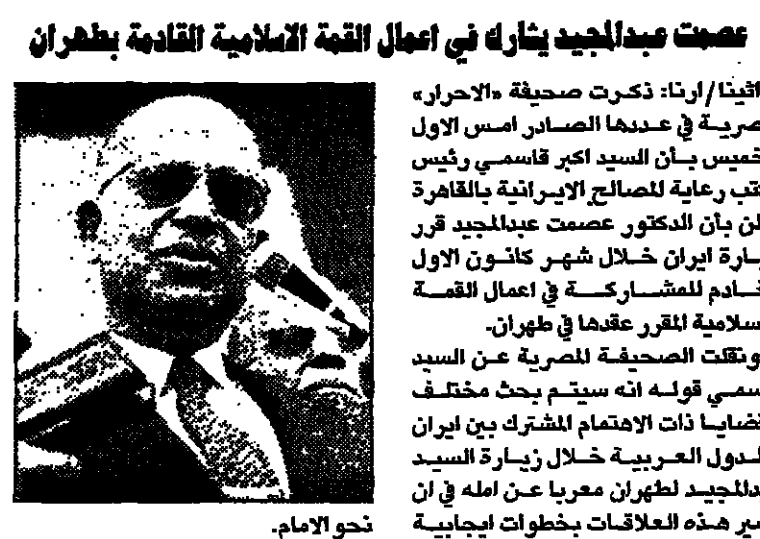 عصمت عبدالمجيد يشارك في اعمال القمة الاسلامية القادمة بطهران
اثينا/ارنا: ذكرت صحيفة «الاحرار»
صرية في عددها الصادر امس الاول
خميس بأن السيد اكبر قاسمي رئيس
كتب رعاية المصالح الايرانية بالقاهرة
لن بأن الدكتور عصمت عبدالمجيد قرر
يارة ايران خلال شهر كانون الاول
قادم للمشاركة في اعمال القمة
سلامية المقرر عقدها في طهران.
ونقلت الصحيفة المصرية عن السيد
سمي قوله انه سيتم بحث مختلف
قضايا ذات الاهتمام المشترك بين ايران
لدول العربية خلال زيارة السيد
دالمجيد لطهران معربا عن امله في ان
سير هذه العلاقات بخطوات ايجابية
نحو الامام.